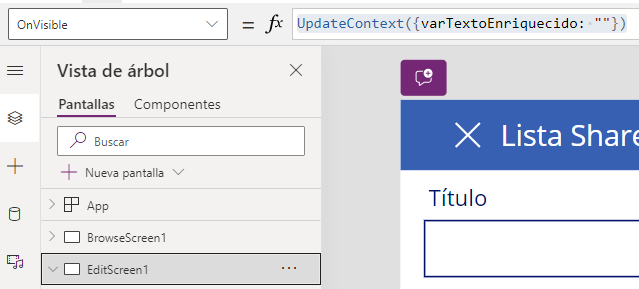 OnVisible = fx UpdateContext({varTextoEnriquecido: ""})
Vista de árbol
Pantallas Componentes
Buscar
Nueva pantalla
App
BrowseScreen1
EditScreen1 ...
Lista Share
Título